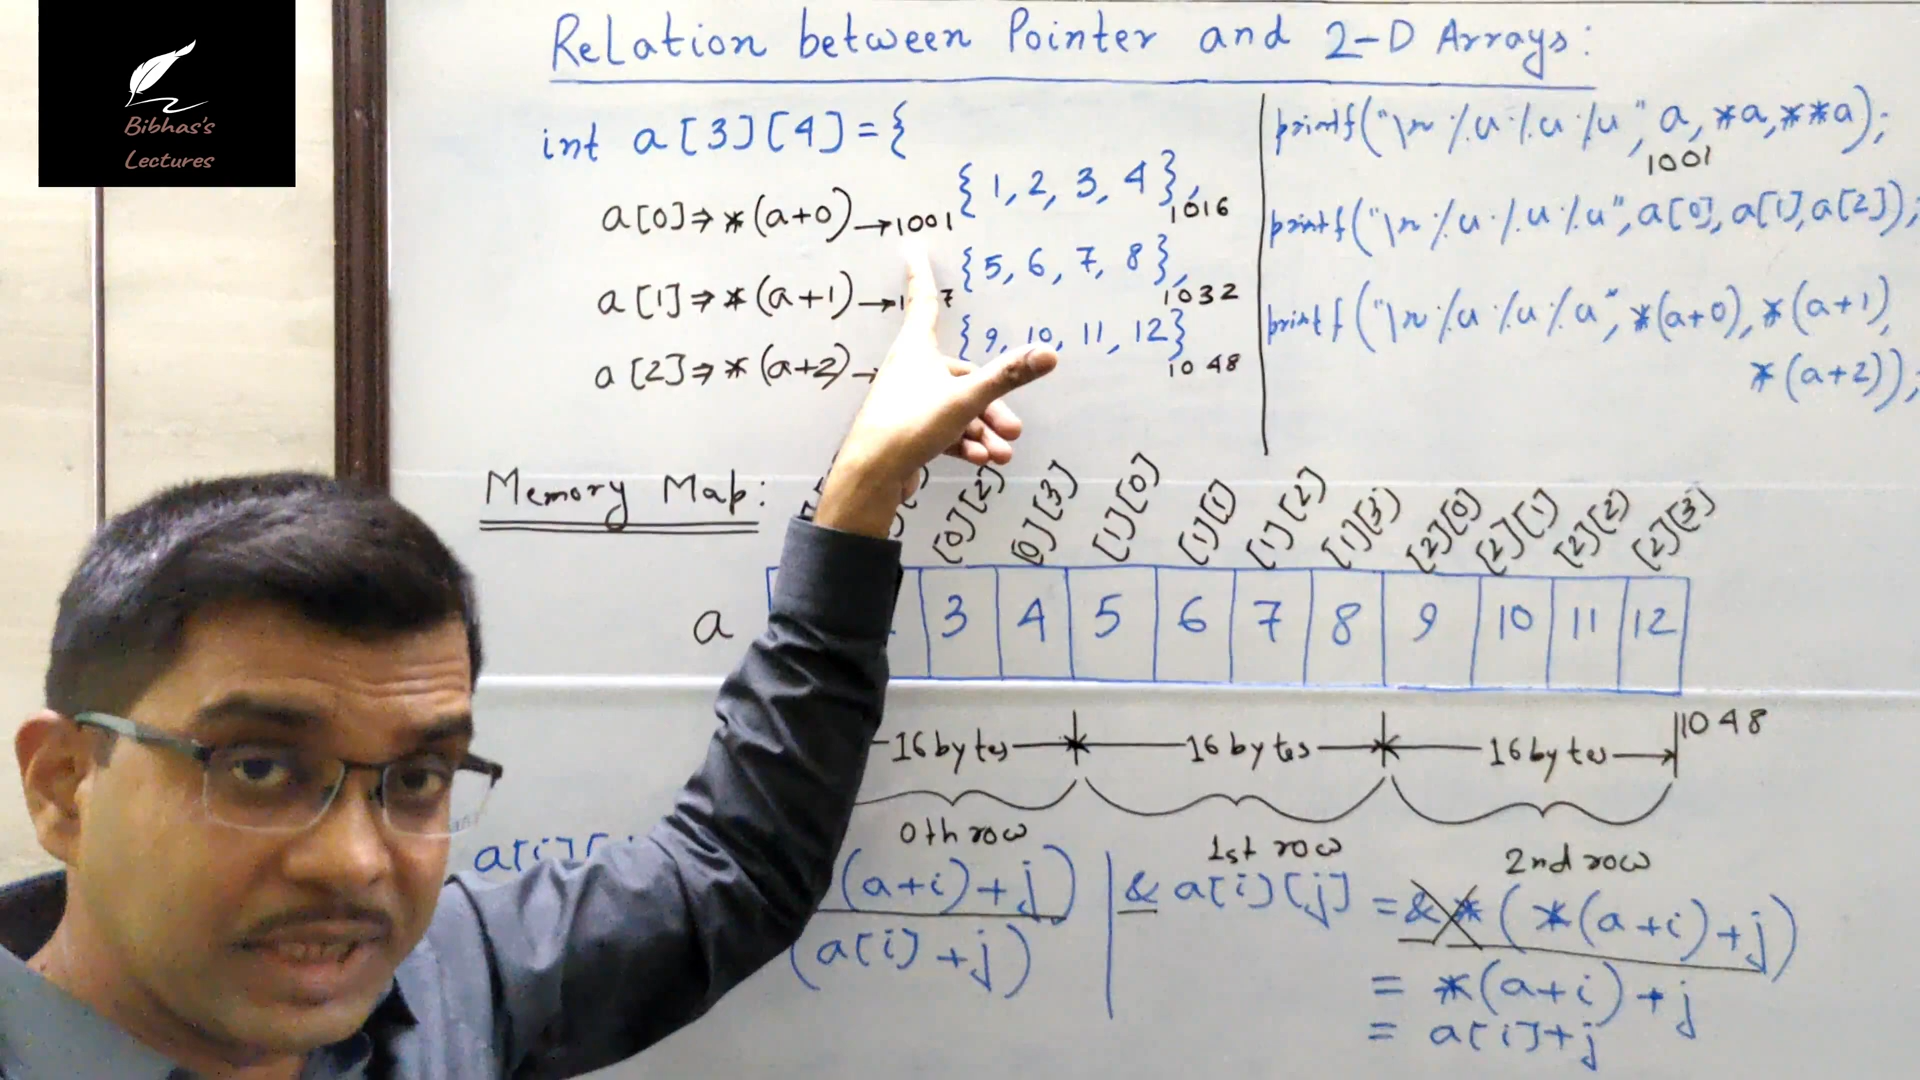 Bibhas's
Lectures
Relation between Pointer and 2-D Arrays:
int a[3][4]={
a[0]⇒*(a+0)→1001 {1, 2, 3, 4}, 1016
a[1]⇒*(a+1)→ 7 {5, 6, 7, 8}, 1032
a[2]⇒*(a+2)→ {9, 10, 11, 12} 1048
printf("\n%u%u%u", a, *a, **a);
1001
printf("\n%u%u%u", a[0], a[1], a[2]);
printf("\n%u%u%u", *(a+0), *(a+1),
*(a+2));
Memory Map:
[0][2] [0][3] [1][0] [1][1] [1][2] [1][3] [2][0] [2][1] [2][2] [2][3]
a 3 4 5 6 7 8 9 10 11 12
16 bytes 16 bytes 16 bytes 1048
0th row 1st row 2nd row
a[i][
(a+i)+j)
(a[i]+j)
&a[i][j] = &*(*(a+i)+j)
= *(a+i)+j
= a[i]+j